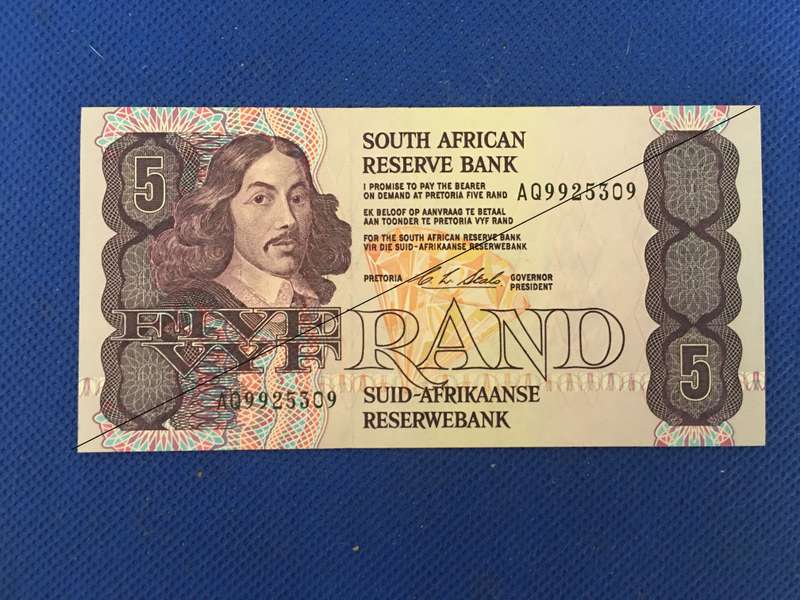 5
SOUTH AFRICAN
RESERVE BANK
I PROMISE TO PAY THE BEARER
ON DEMAND AT PRETORIA FIVE RAND
AQ9925309
EK BELOOF OP AANVRAAG TE BETAAL
AAN TOONDER TE PRETORIA VYF RAND
FOR THE SOUTH AFRICAN RESERVE BANK
VIR DIE SUID-AFRIKAANSE RESERWEBANK
PRETORIA
GOVERNOR
PRESIDENT
FIVE
VYF
RAND
5
AQ9925309
SUID-AFRIKAANSE
RESERWEBANK